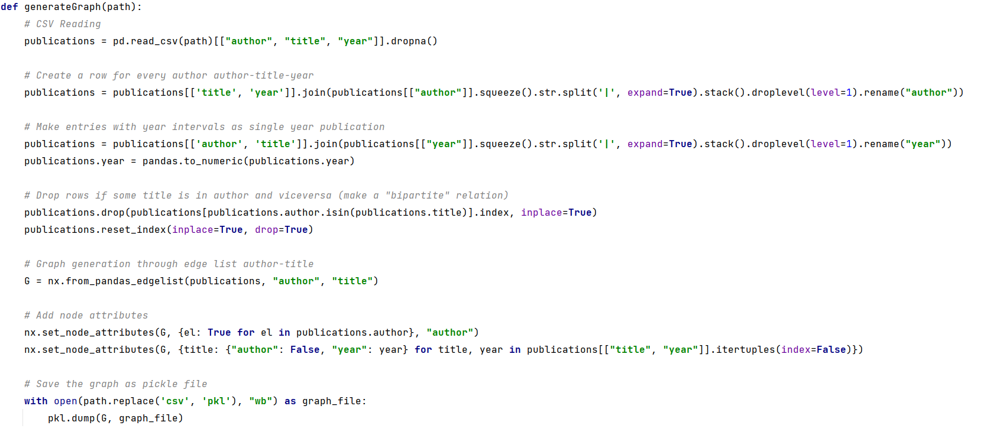 def generateGraph(path):
    # CSV Reading
    publications = pd.read_csv(path)[["author", "title", "year"]].dropna()

    # Create a row for every author author-title-year
    publications = publications[['title', 'year']].join(publications[["author"]].squeeze().str.split('|', expand=True).stack().droplevel(level=1).rename("author"))

    # Make entries with year intervals as single year publication
    publications = publications[['author', 'title']].join(publications[["year"]].squeeze().str.split('|', expand=True).stack().droplevel(level=1).rename("year"))
    publications.year = pandas.to_numeric(publications.year)

    # Drop rows if some title is in author and viceversa (make a "bipartite" relation)
    publications.drop(publications[publications.author.isin(publications.title)].index, inplace=True)
    publications.reset_index(inplace=True, drop=True)

    # Graph generation through edge list author-title
    G = nx.from_pandas_edgelist(publications, "author", "title")

    # Add node attributes
    nx.set_node_attributes(G, {el: True for el in publications.author}, "author")
    nx.set_node_attributes(G, {title: {"author": False, "year": year} for title, year in publications[["title", "year"]].itertuples(index=False)})

    # Save the graph as pickle file
    with open(path.replace('csv', 'pkl'), "wb") as graph_file:
        pkl.dump(G, graph_file)